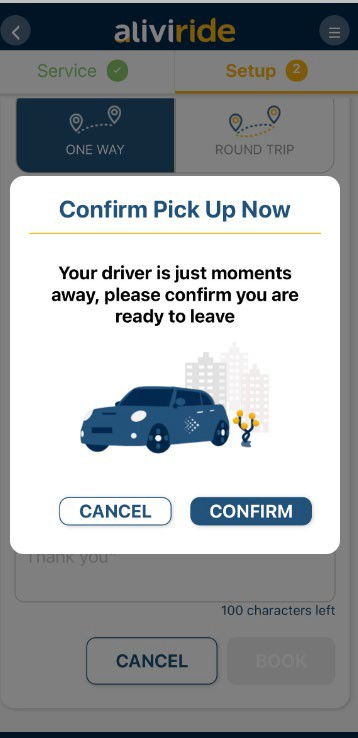 aliviride
Service
Setup 2
ONE WAY
ROUND TRIP
Confirm Pick Up Now
Your driver is just moments
away, please confirm you are
ready to leave
CANCEL
CONFIRM
Thank you
100 characters left
CANCEL
BOOK